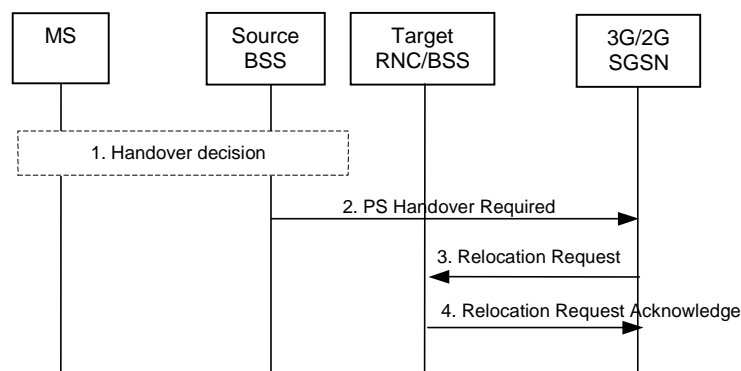 MS
Source
BSS
Target
RNC/BSS
3G/2G
SGSN
1. Handover decision
2. PS Handover Required
3. Relocation Request
4. Relocation Request Acknowledge